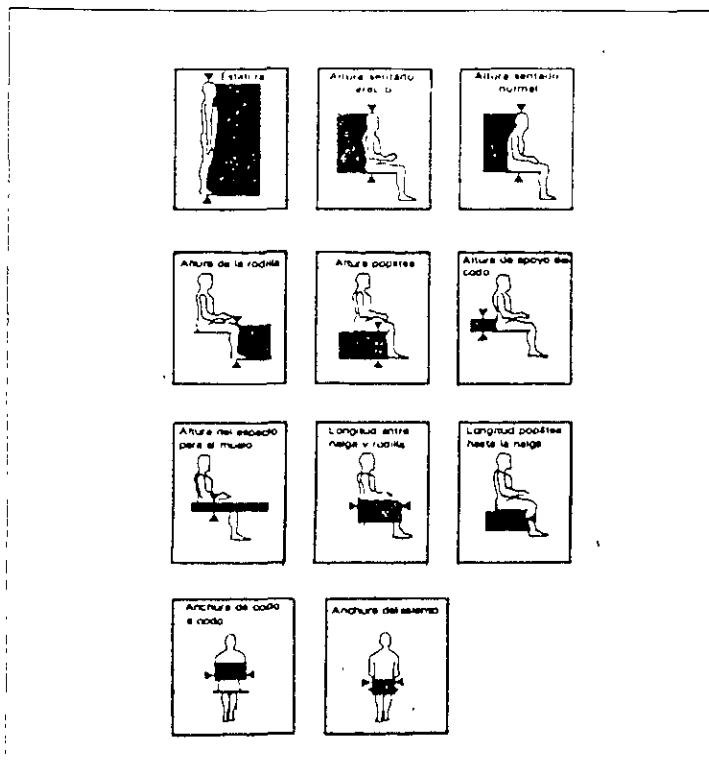 Estatura
Altura sentado
erecto
Altura sentado
normal
Altura de la rodilla
Altura poplítea
Altura de apoyo del
codo
Altura del espacio
para el muslo
Longitud entre
nalga y rodilla
Longitud poplítea
hasta la nalga
Anchura de codo
a codo
Anchura del asiento